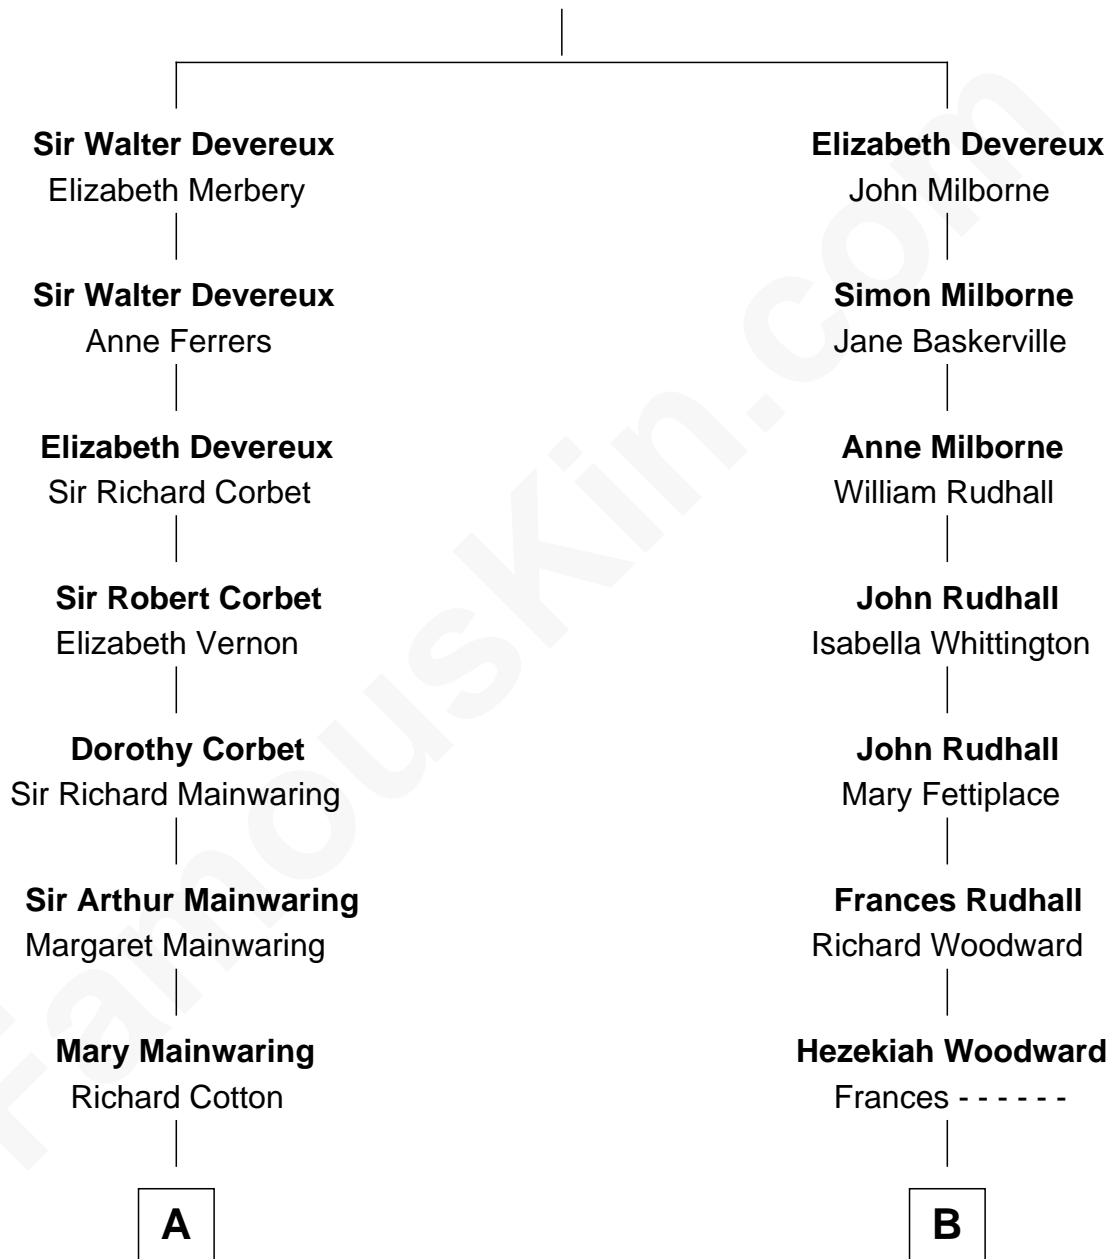 Sir Walter Devereux
Elizabeth Merbery
Sir Walter Devereux
Anne Ferrers
Elizabeth Devereux
Sir Richard Corbet
Sir Robert Corbet
Elizabeth Vernon
Dorothy Corbet
Sir Richard Mainwaring
Sir Arthur Mainwaring
Margaret Mainwaring
Mary Mainwaring
Richard Cotton
A
Elizabeth Devereux
John Milborne
Simon Milborne
Jane Baskerville
Anne Milborne
William Rudhall
John Rudhall
Isabella Whittington
John Rudhall
Mary Fettiplace
Frances Rudhall
Richard Woodward
Hezekiah Woodward
Frances - - - - - -
B
FamousKin.com